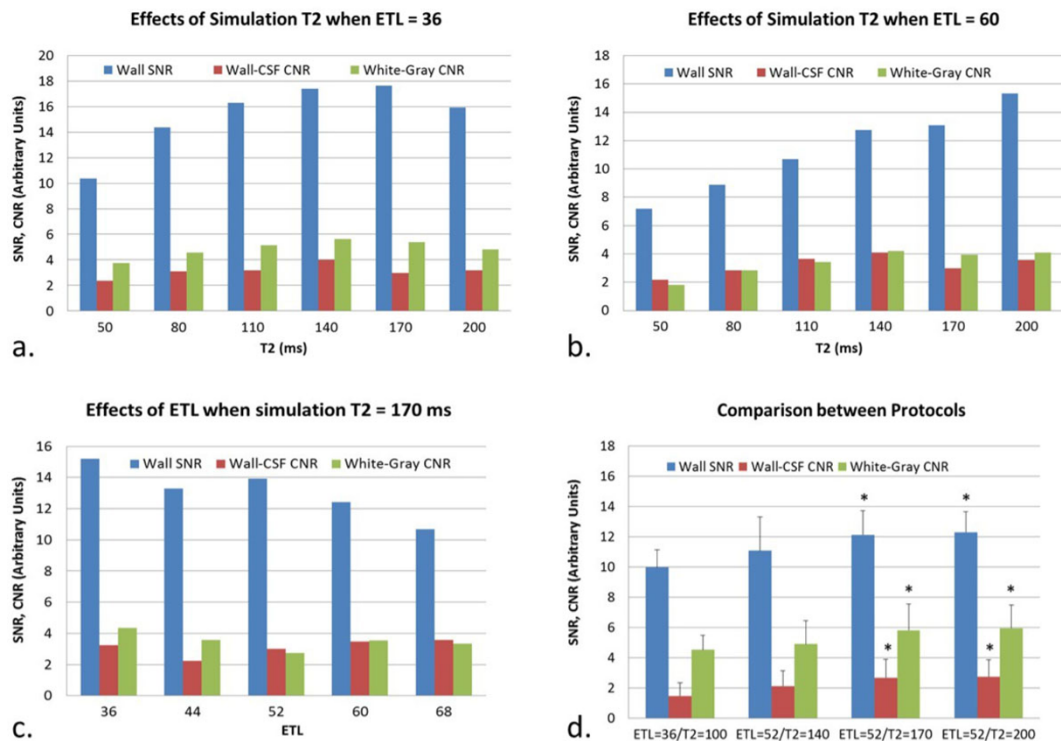 Effects of Simulation T2 when ETL = 36
20
18
16
14
12
10
8
6
4
2
0
SNR, CNR (Arbitrary Units)
Wall SNR Wall-CSF CNR White-Gray CNR
50 80 110 140 170 200
T2 (ms)
a.
Effects of Simulation T2 when ETL = 60
18
16
14
12
10
8
6
4
2
0
SNR, CNR (Arbitrary Units)
Wall SNR Wall-CSF CNR White-Gray CNR
50 80 110 140 170 200
T2 (ms)
b.
Effects of ETL when simulation T2 = 170 ms
16
14
12
10
8
6
4
2
0
SNR, CNR (Arbitrary Units)
Wall SNR Wall-CSF CNR White-Gray CNR
36 44 52 60 68
ETL
c.
Comparison between Protocols
18
16
14
12
10
8
6
4
2
0
SNR, CNR (Arbitrary Units)
Wall SNR Wall-CSF CNR White-Gray CNR
* *
* *
* *
ETL=36/T2=100 ETL=52/T2=140 ETL=52/T2=170 ETL=52/T2=200
d.